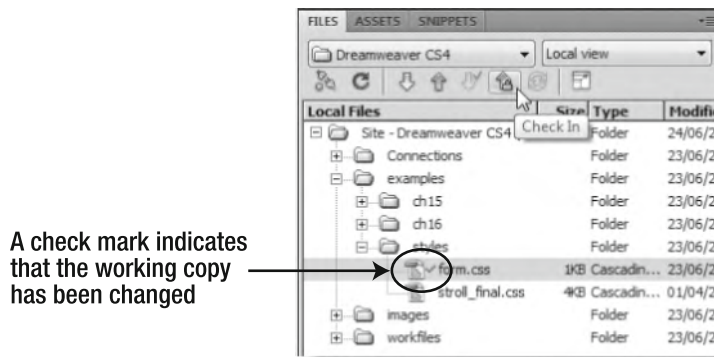 FILES ASSETS SNIPPETS
Dreamweaver CS4 Local view
Local Files Size Type Modifi
Site - Dreamweaver CS4 Folder 24/06/2
Check In
Connections Folder 23/06/2
examples Folder 23/06/2
ch15 Folder 23/06/2
ch16 Folder 23/06/2
styles Folder 23/06/2
form.css 1KB Cascadin... 23/06/2
stroll_final.css 4KB Cascadin... 01/04/2
images Folder 23/06/2
workfiles Folder 23/06/2
A check mark indicates
that the working copy
has been changed